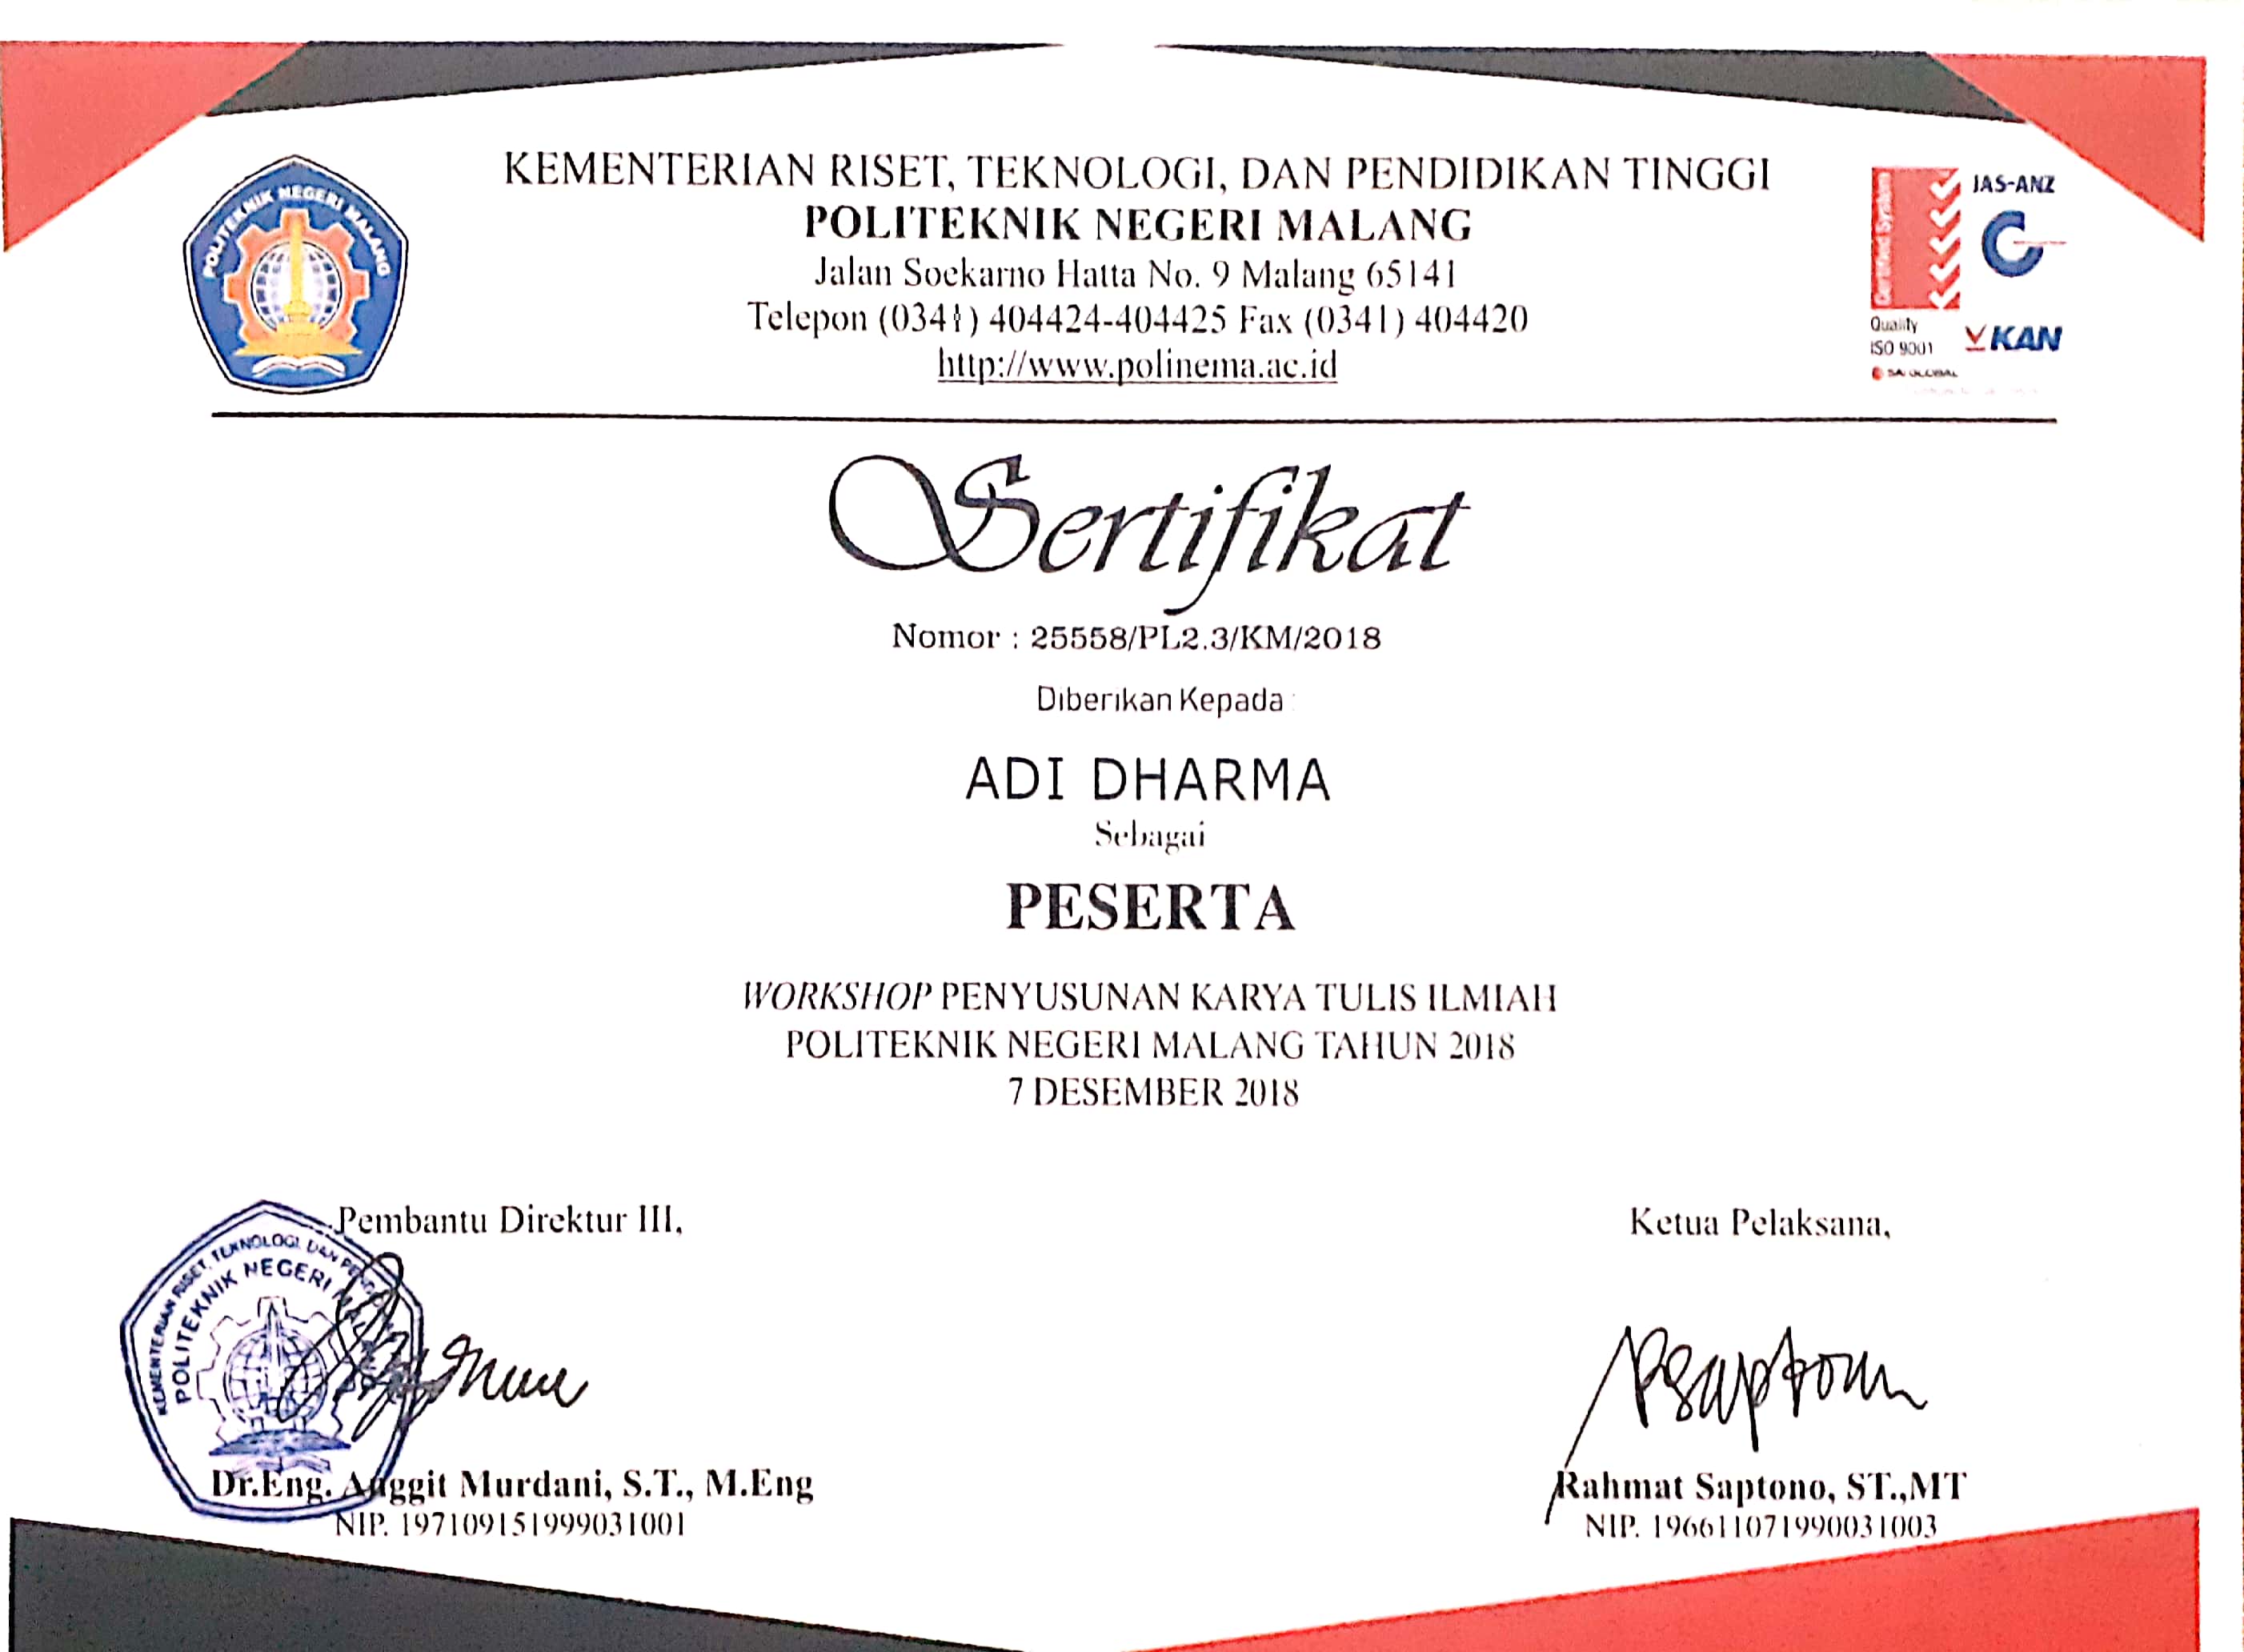 KEMENTERIAN RISET, TEKNOLOGI, DAN PENDIDIKAN TINGGI
POLITEKNIK NEGERI MALANG
Jalan Soekarno Hatta No. 9 Malang 65141
Telepon (0341) 404424-404425 Fax (0341) 404420
http://www.polinema.ac.id
POLITEKNIK NEGERI MALANG
Certified System
JAS-ANZ
Quality
ISO 9001
KAN
SAI GLOBAL
Sertifikat
Nomor : 25558/PL2.3/KM/2018
Diberikan Kepada :
ADI DHARMA
Sebagai
PESERTA
WORKSHOP PENYUSUNAN KARYA TULIS ILMIAH
POLITEKNIK NEGERI MALANG TAHUN 2018
7 DESEMBER 2018
Pembantu Direktur III,
KEMENTERIAN RISET, TEKNOLOGI, DAN
POLITEKNIK NEGERI
Dr.Eng. Anggit Murdani, S.T., M.Eng
NIP. 197109151999031001
Ketua Pelaksana,
Rahmat Saptono, ST.,MT
NIP. 196611071990031003